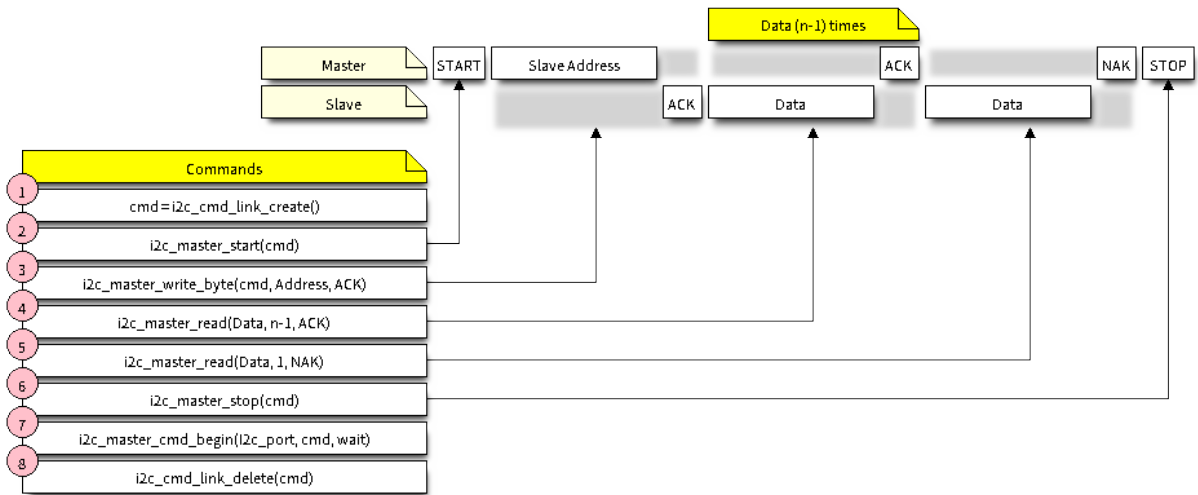 Data (n-1) times
Master START Slave Address ACK NAK STOP
Slave ACK Data Data
Commands
1
cmd=i2c_cmd_link_create()
2
i2c_master_start(cmd)
3
i2c_master_write_byte(cmd, Address, ACK)
4
i2c_master_read(Data, n-1, ACK)
5
i2c_master_read(Data, 1, NAK)
6
i2c_master_stop(cmd)
7
i2c_master_cmd_begin(I2c_port, cmd, wait)
8
i2c_cmd_link_delete(cmd)